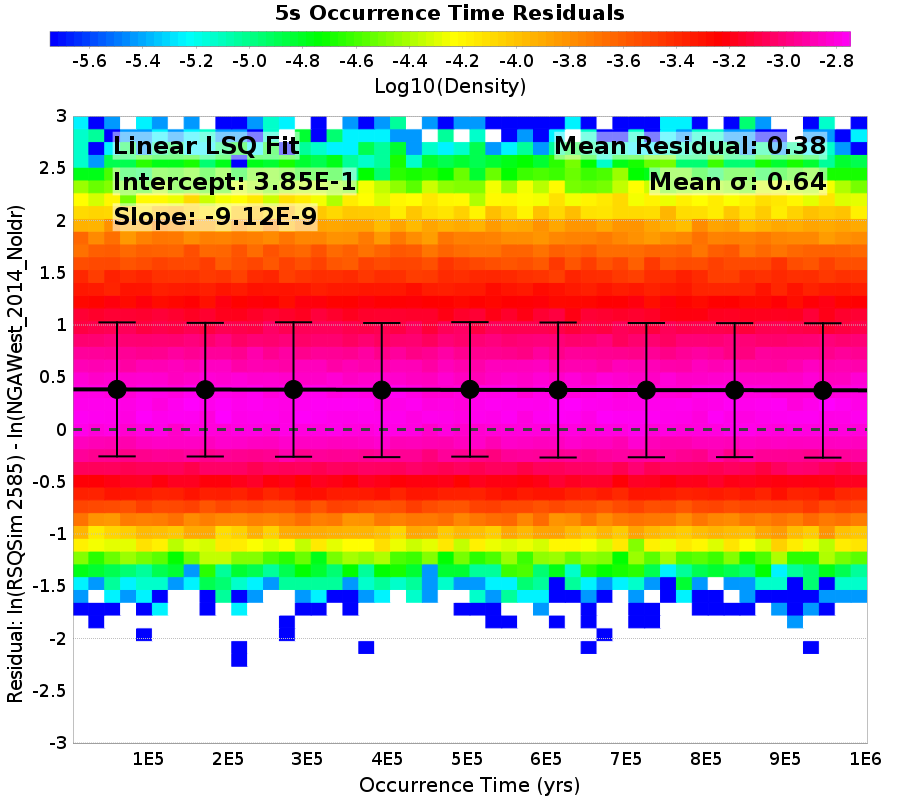 5s Occurrence Time Residuals
-5.6 -5.4 -5.2 -5.0 -4.8 -4.6 -4.4 -4.2 -4.0 -3.8 -3.6 -3.4 -3.2 -3.0 -2.8
Log10(Density)
Residual: ln(RSQSim 2585) - ln(NGAWest_2014_NoIdr)
3
2.5
2
1.5
1
0.5
0
-0.5
-1
-1.5
-2
-2.5
-3
Linear LSQ Fit
Intercept: 3.85E-1
Slope: -9.12E-9
Mean Residual: 0.38
Mean σ: 0.64
1E5 2E5 3E5 4E5 5E5 6E5 7E5 8E5 9E5 1E6
Occurrence Time (yrs)